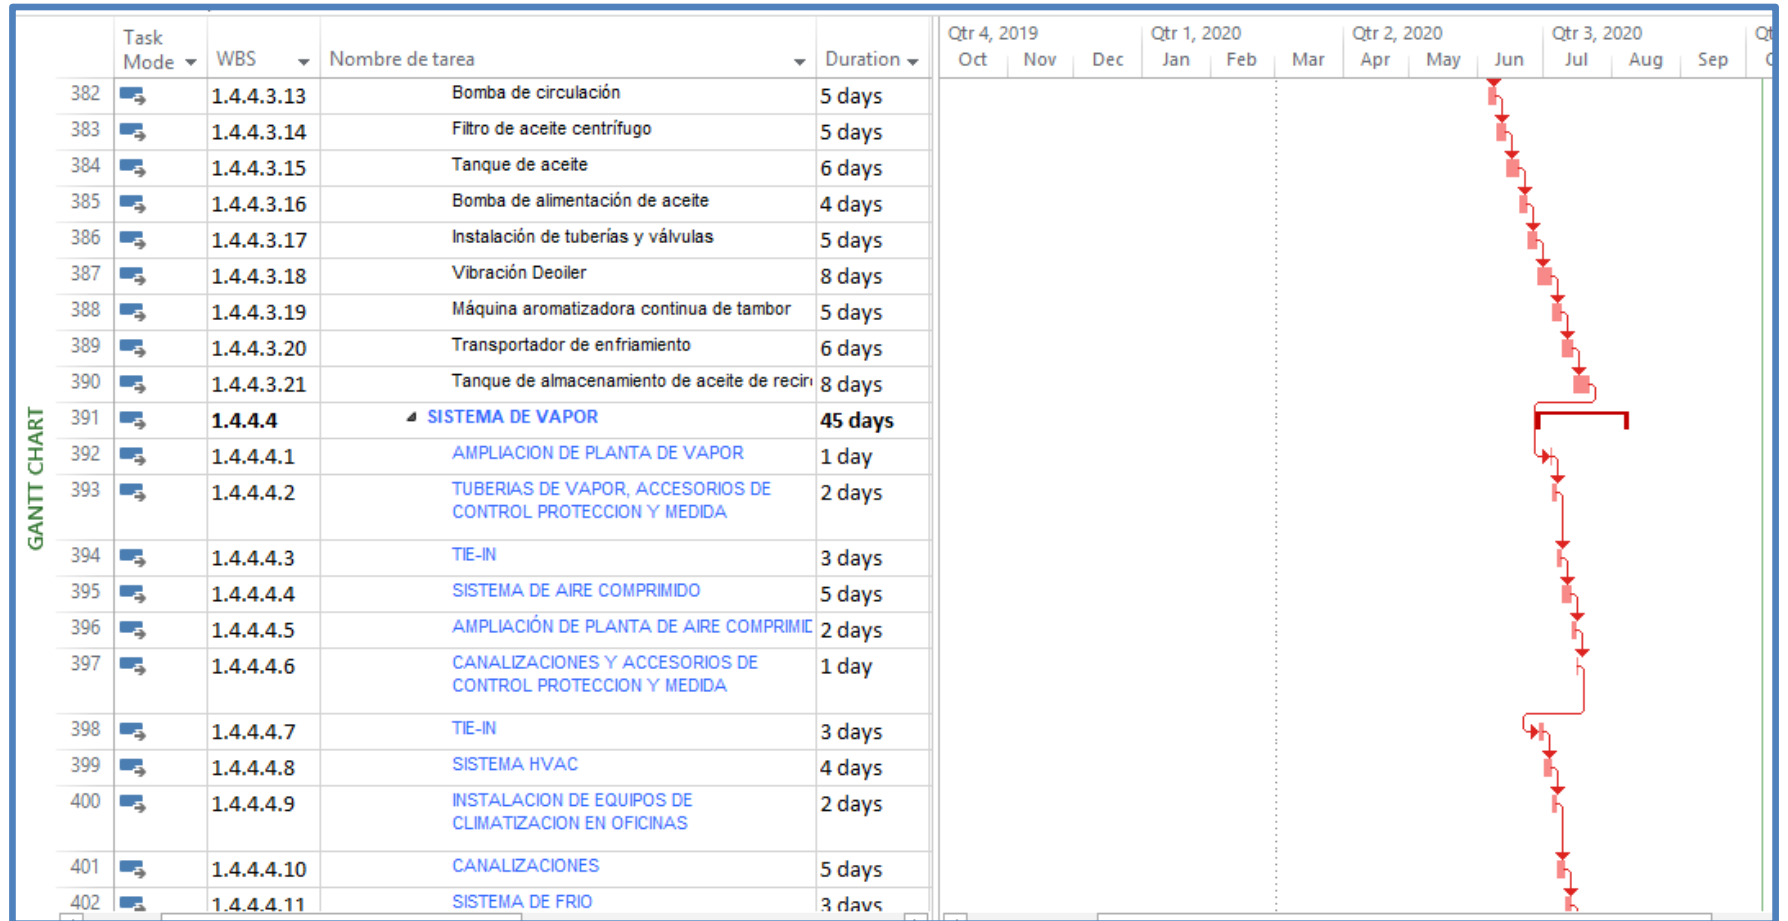 Task Mode WBS Nombre de tarea Duration
Qtr 4, 2019 Qtr 1, 2020 Qtr 2, 2020 Qtr 3, 2020 Qt
Oct Nov Dec Jan Feb Mar Apr May Jun Jul Aug Sep
382 1.4.4.3.13 Bomba de circulación 5 days
383 1.4.4.3.14 Filtro de aceite centrífugo 5 days
384 1.4.4.3.15 Tanque de aceite 6 days
385 1.4.4.3.16 Bomba de alimentación de aceite 4 days
386 1.4.4.3.17 Instalación de tuberías y válvulas 5 days
387 1.4.4.3.18 Vibración Deoiler 8 days
388 1.4.4.3.19 Máquina aromatizadora continua de tambor 5 days
389 1.4.4.3.20 Transportador de enfriamiento 6 days
390 1.4.4.3.21 Tanque de almacenamiento de aceite de 8 days
391 1.4.4.4 SISTEMA DE VAPOR 45 days
392 1.4.4.4.1 AMPLIACION DE PLANTA DE VAPOR 1 day
393 1.4.4.4.2 TUBERIAS DE VAPOR, ACCESORIOS DE 2 days
CONTROL PROTECCION Y MEDIDA
394 1.4.4.4.3 TIE-IN 3 days
395 1.4.4.4.4 SISTEMA DE AIRE COMPRIMIDO 5 days
396 1.4.4.4.5 AMPLIACIÓN DE PLANTA DE AIRE COMPRIMID 2 days
397 1.4.4.4.6 CANALIZACIONES Y ACCESORIOS DE 1 day
CONTROL PROTECCION Y MEDIDA
398 1.4.4.4.7 TIE-IN 3 days
399 1.4.4.4.8 SISTEMA HVAC 4 days
400 1.4.4.4.9 INSTALACION DE EQUIPOS DE 2 days
CLIMATIZACION EN OFICINAS
401 1.4.4.4.10 CANALIZACIONES 5 days
402 1.4.4.4.11 SISTEMA DE FRIO 3 days
GANTT CHART